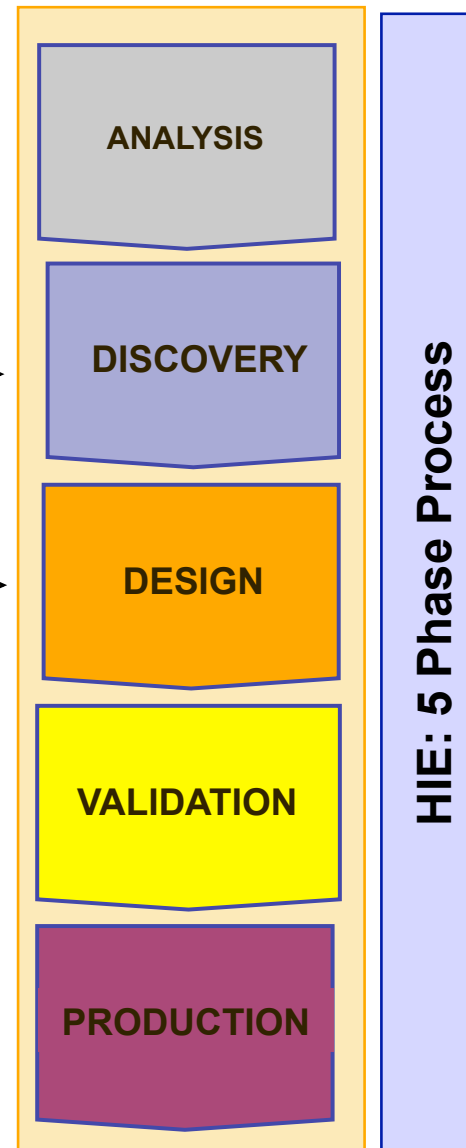 ANALYSIS
DISCOVERY
DESIGN
VALIDATION
PRODUCTION
HIE: 5 Phase Process